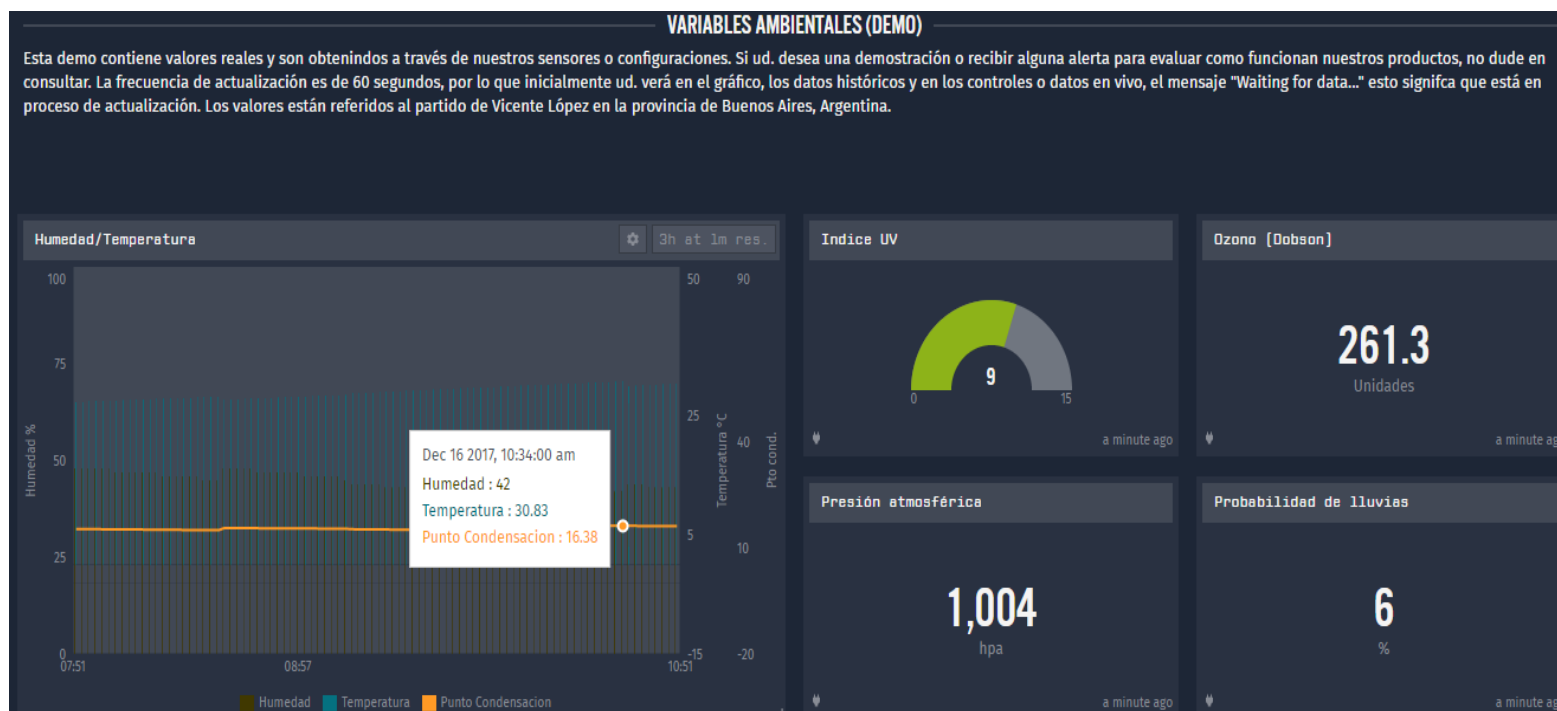 VARIABLES AMBIENTALES (DEMO)
Esta demo contiene valores reales y son obtenindos a través de nuestros sensores o configuraciones. Si ud. desea una demostración o recibir alguna alerta para evaluar como funcionan nuestros productos, no dude en
consultar. La frecuencia de actualización es de 60 segundos, por lo que inicialmente ud. verá en el gráfico, los datos históricos y en los controles o datos en vivo, el mensaje "Waiting for data..." esto signifca que está en
proceso de actualización. Los valores están referidos al partido de Vicente López en la provincia de Buenos Aires, Argentina.
Humedad/Temperatura
3h at 1m res.
100
75
50
25
0
Humedad %
50
25
5
-15
Temperatura °C
90
40
10
-20
Pto cond.
Dec 16 2017, 10:34:00 am
Humedad : 42
Temperatura : 30.83
Punto Condensacion : 16.38
07:51
08:57
10:51
Humedad
Temperatura
Punto Condensacion
Indice UV
9
0
15
a minute ago
Ozono [Dobson]
261.3
Unidades
a minute ag
Presión atmosférica
1,004
hpa
a minute ago
Probabilidad de lluvias
6
%
a minute ag